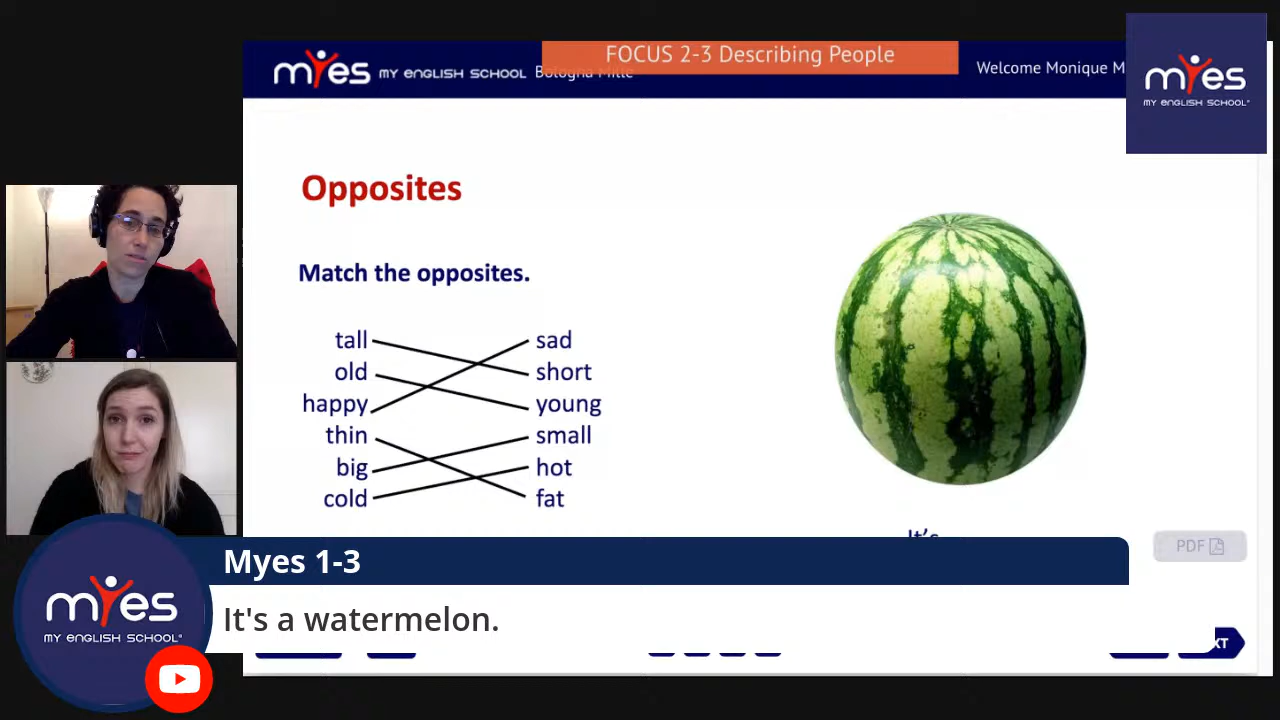 FOCUS 2-3 Describing People
myes MY ENGLISH SCHOOL
Bologna Mille
Welcome Monique M
myes
MY ENGLISH SCHOOL
Opposites
Match the opposites.
tall sad
old short
happy young
thin small
big hot
cold fat
It's
PDF
Myes 1-3
It's a watermelon.
myes
MY ENGLISH SCHOOL
XT